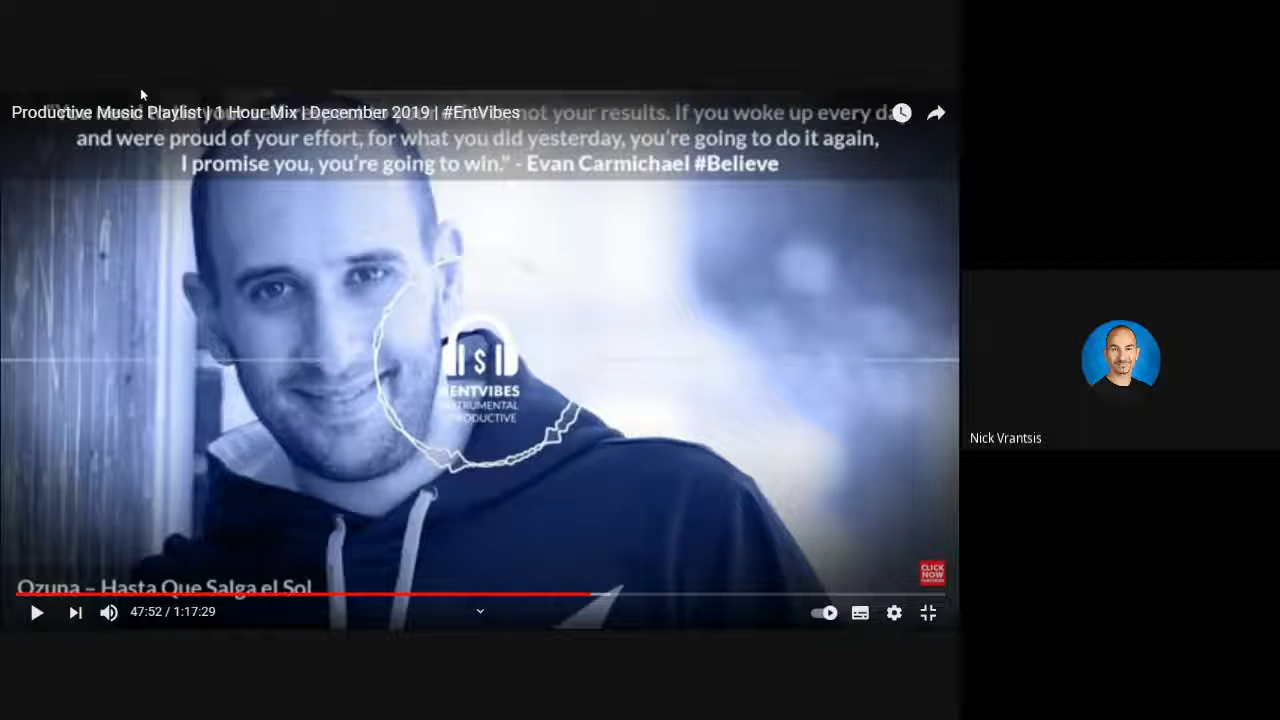 Productive Music Playlist | 1 Hour Mix | December 2019 | #EntVibes
not your results. If you woke up every
and were proud of your effort, for what you did yesterday, you're going to do it again,
I promise you, you're going to win." - Evan Carmichael #Believe
$
ENTVIBES
Nick Vrantsis
CLICK
NOW
Ozuna – Hasta Que Salga el Sol
47:52 / 1:17:29